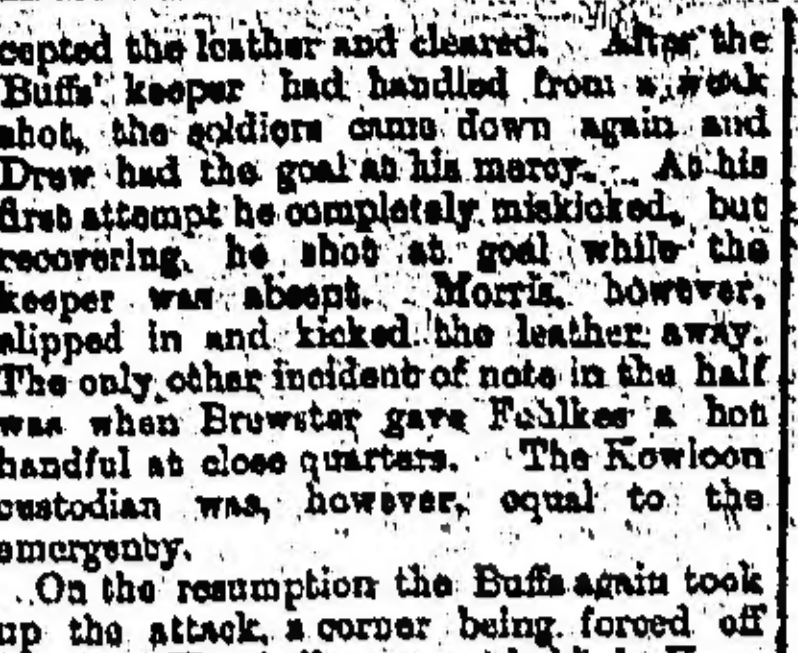 cepted the leather and cleared. After the
Buffs' keeper had handled from a weak
shot, the soldiers came down again and
Drew had the goal at his mercy. At his
first attempt he completely miskicked, but
recovering, he shot at goal while the
keeper was absent. Morris, however,
slipped in and kicked the leather away.
The only other incident of note in the half
was when Brewster gave a hot
handful at close quarters. The Kowloon
custodian was, however, equal to the
emergency.
On the resumption the Buffs again took
up the attack, a corner being forced off